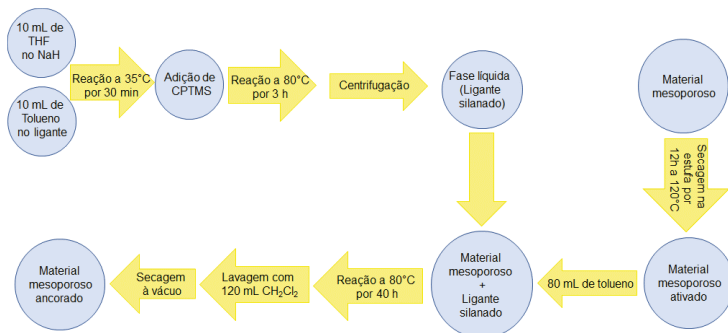 10 mL de
THF
no NaH
10 mL de
Tolueno
no ligante
Reação a 35°C
por 30 min
Adição de
CPTMS
Reação a 80°C
por 3 h
Centrifugação
Fase líquida
(Ligante
silanado)
Material
mesoporoso
Secagem na
estufa por
12h a 120°C
Material
mesoporoso
ativado
80 mL de tolueno
Material
mesoporoso
+
Ligante
silanado
Reação a 80°C
por 40 h
Lavagem com
120 mL CH₂Cl₂
Secagem
à vácuo
Material
mesoporoso
ancorado